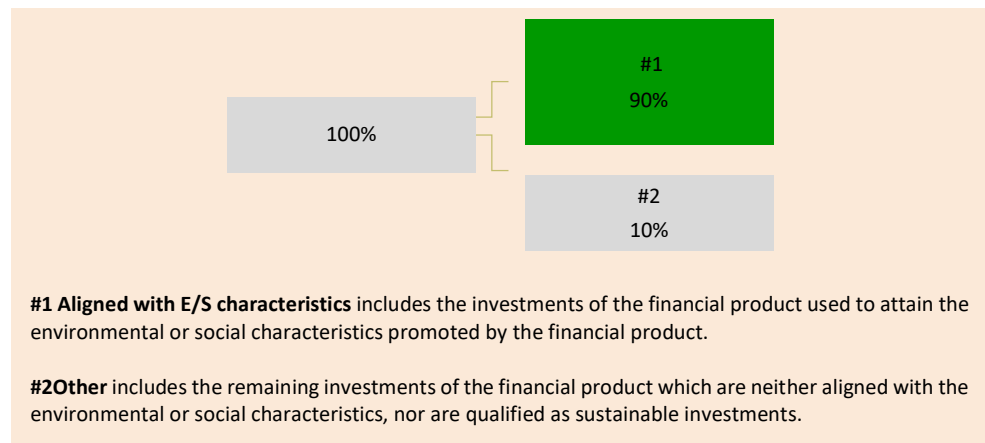 #1
90%
100%
#2
10%
#1 Aligned with E/S characteristics includes the investments of the financial product used to attain the
environmental or social characteristics promoted by the financial product.
#2Other includes the remaining investments of the financial product which are neither aligned with the
environmental or social characteristics, nor are qualified as sustainable investments.